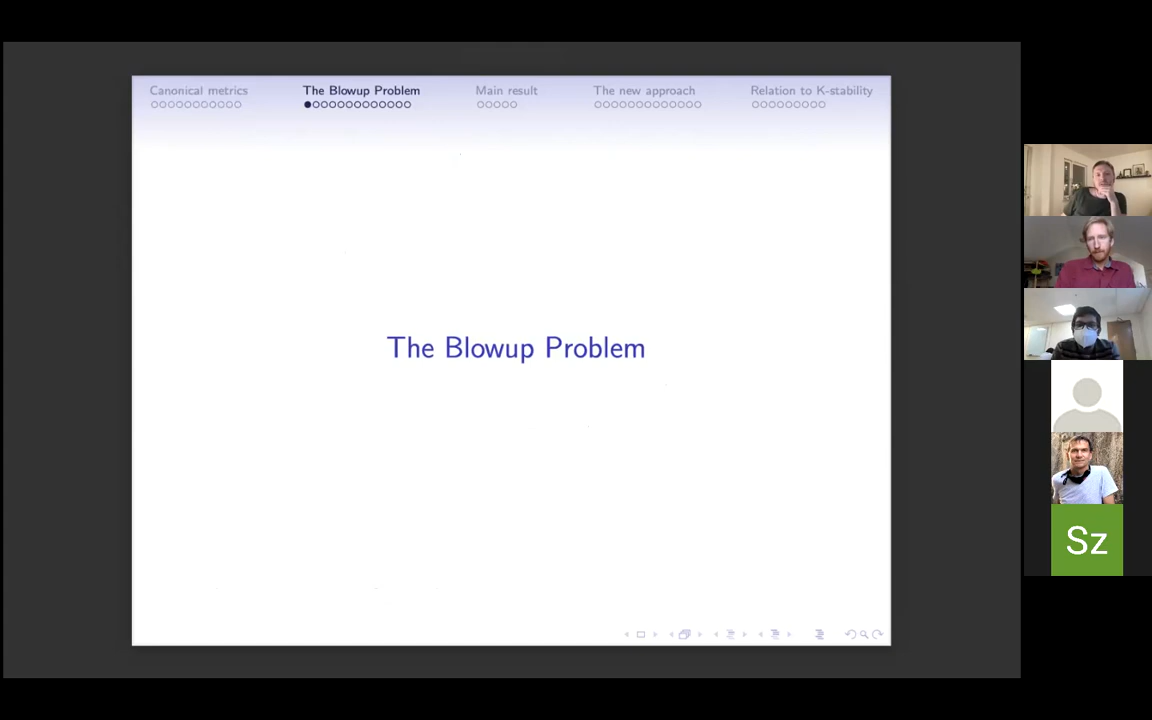 Canonical metrics The Blowup Problem Main result The new approach Relation to K-stability
The Blowup Problem
Sz